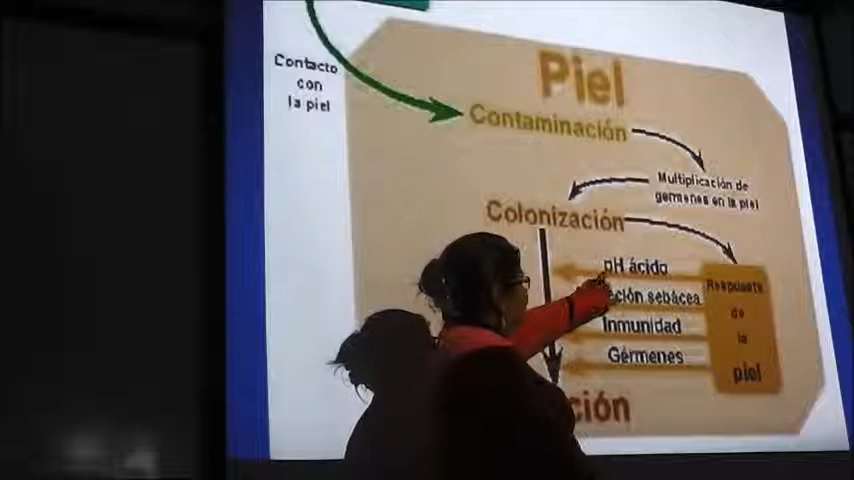 Piel
Contacto
con
la piel
Contaminación
Multiplicación de
gérmenes en la piel
Colonización
pH ácido
sebácea
Inmunidad
Gérmenes
Respuesta
de
la
piel